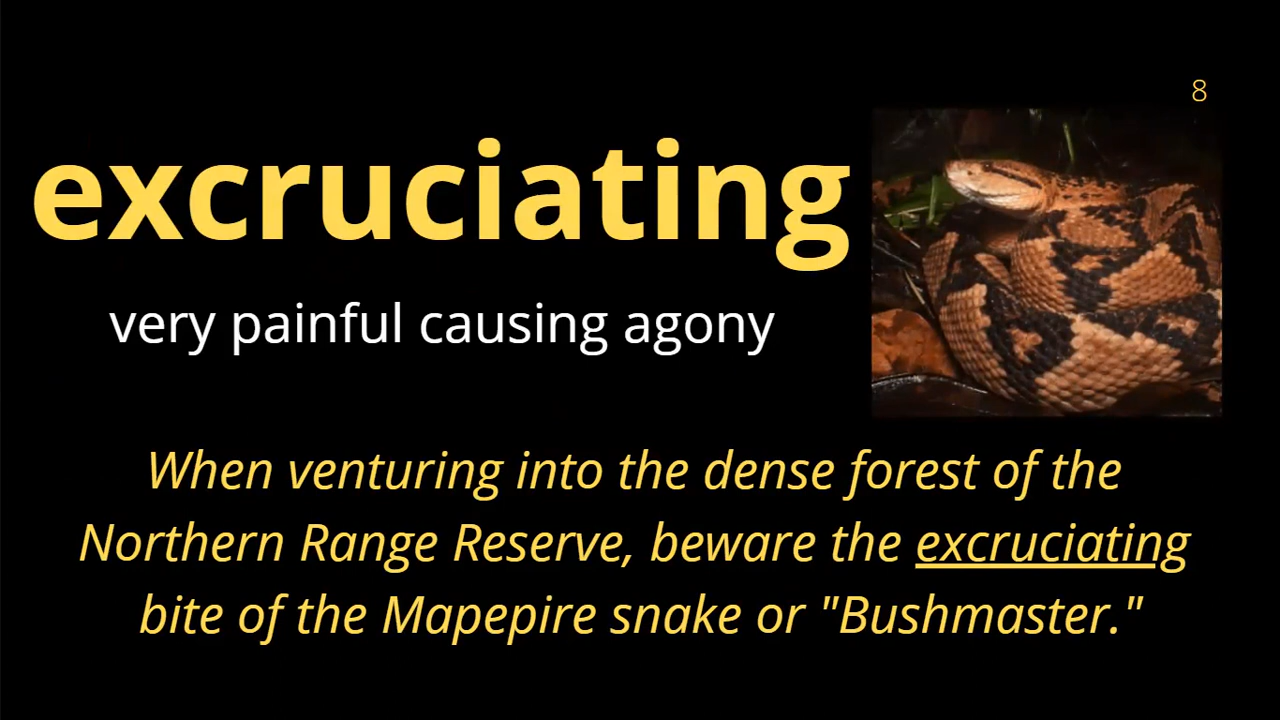 8
excruciating
very painful causing agony
When venturing into the dense forest of the
Northern Range Reserve, beware the excruciating
bite of the Mapepire snake or "Bushmaster."